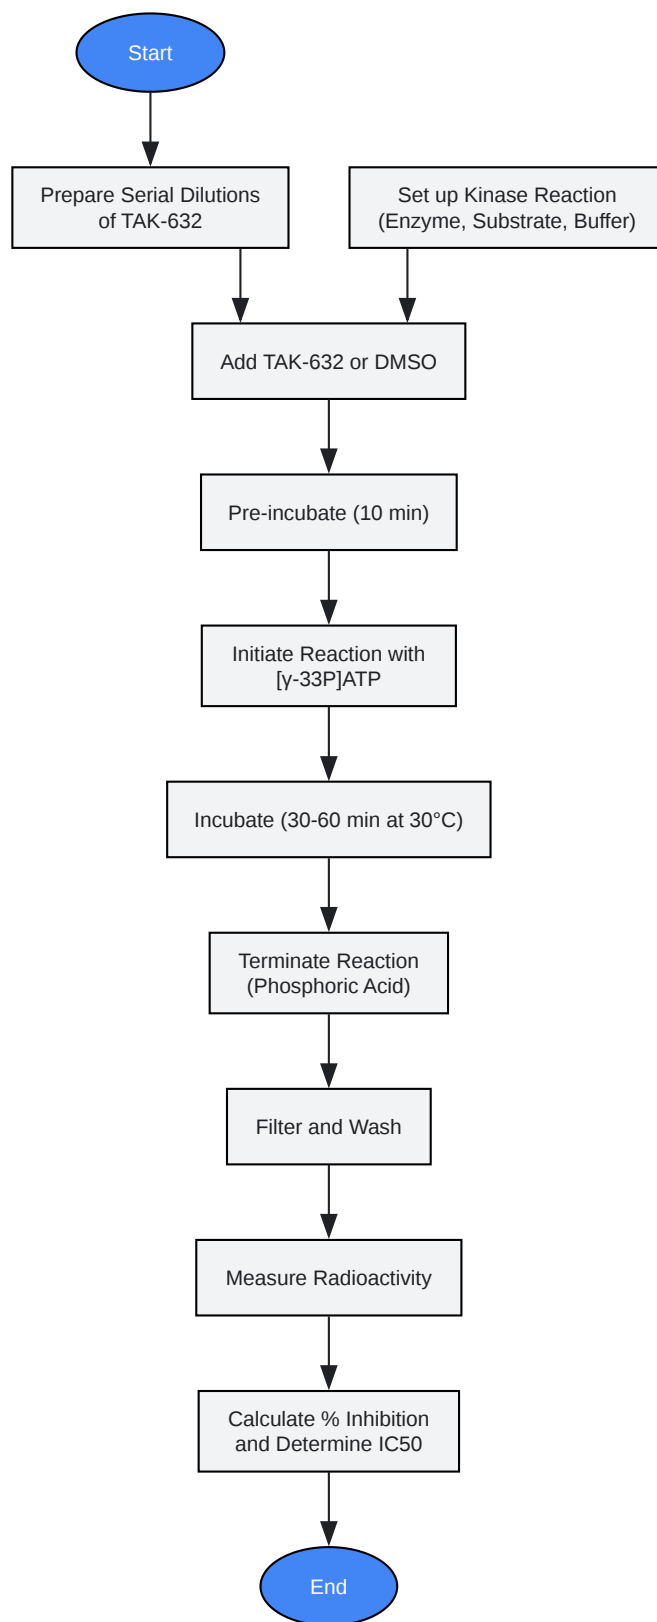 Start
Prepare Serial Dilutions
of TAK-632
Set up Kinase Reaction
(Enzyme, Substrate, Buffer)
Add TAK-632 or DMSO
Pre-incubate (10 min)
Initiate Reaction with
[γ-33P]ATP
Incubate (30-60 min at 30°C)
Terminate Reaction
(Phosphoric Acid)
Filter and Wash
Measure Radioactivity
Calculate % Inhibition
and Determine IC50
End